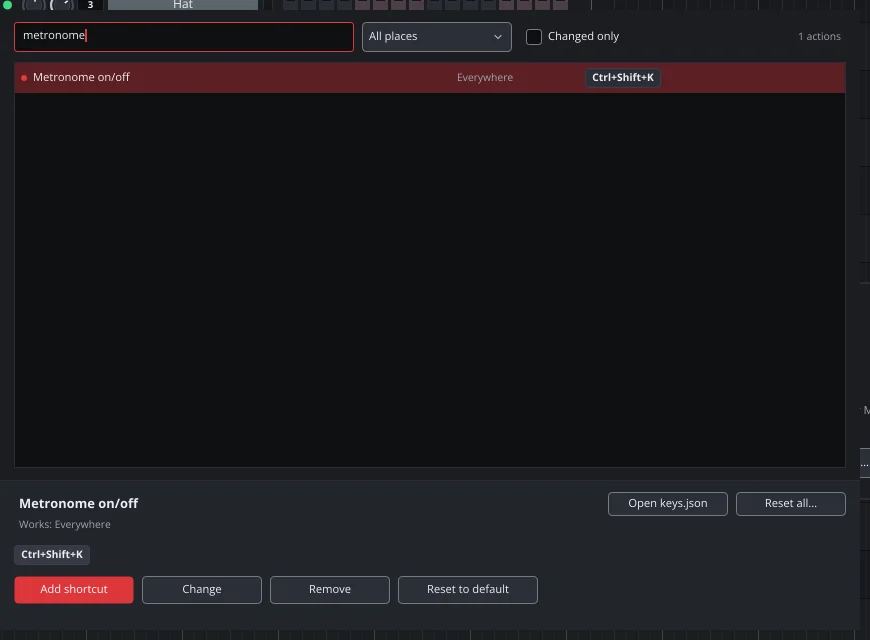 3 Hat
metronome All places Changed only 1 actions
Metronome on/off Everywhere Ctrl+Shift+K
Metronome on/off Open keys.json Reset all...
Works: Everywhere
Ctrl+Shift+K
Add shortcut Change Remove Reset to default